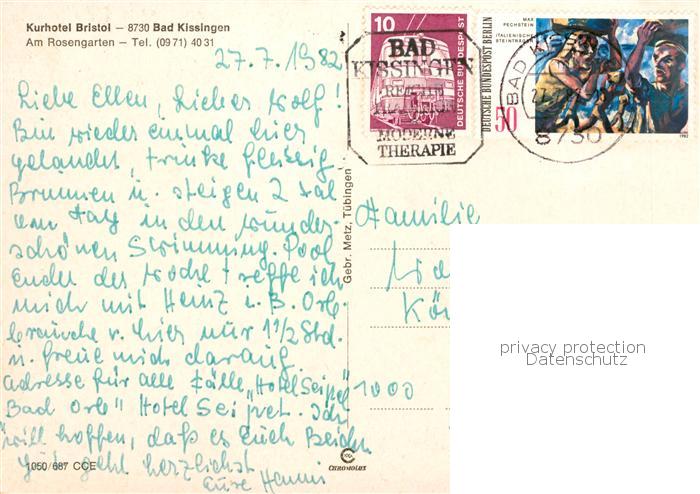 Kurhotel Bristol – 8730 Bad Kissingen
Am Rosengarten – Tel. (0971) 4031
27.7.1982
Liebe Ellen, lieber Wolf!
Bin wieder einmal hier
gelandet, trinke fleissig
Brunnen u. steigen 2 mal
am Tag in den wunder-
schönen Swimming-Pool
Ende der Woche treffe ich
mich mit Heinz i. B. Orb.
brauche v. hier nur 1 1/2 Std.
u. freue mich darauf.
Adresse für alle Fälle, "Hotel Seipel
Bad Orb" Hotel Seipel. Ich
will hoffen, daß es Euch Beiden
gut geht herzlichst
Eure Hanni
1050/687 CCE
Gebr. Metz, Tübingen
CHROMOLUX
10
DEUTSCHE BUNDESPOST
BAD
KISSINGEN
MODERNE
THERAPIE
DEUTSCHE BUNDESPOST BERLIN
50
MAX
PECHSTEIN
ITALIENISCHE
STEINTRÄGER
1982
BAD KISS
8730
Familie
Kön
1000
privacy protection
Datenschutz